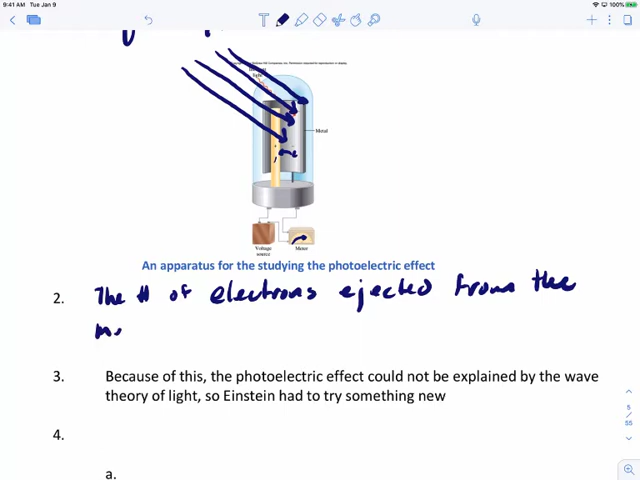 9:41 AM Tue Jan 9
100%
light
Metal
Voltage
source
Meter
An apparatus for the studying the photoelectric effect
2. The # of electrons ejected from the
3. Because of this, the photoelectric effect could not be explained by the wave
theory of light, so Einstein had to try something new
4.
a.
5
/
55